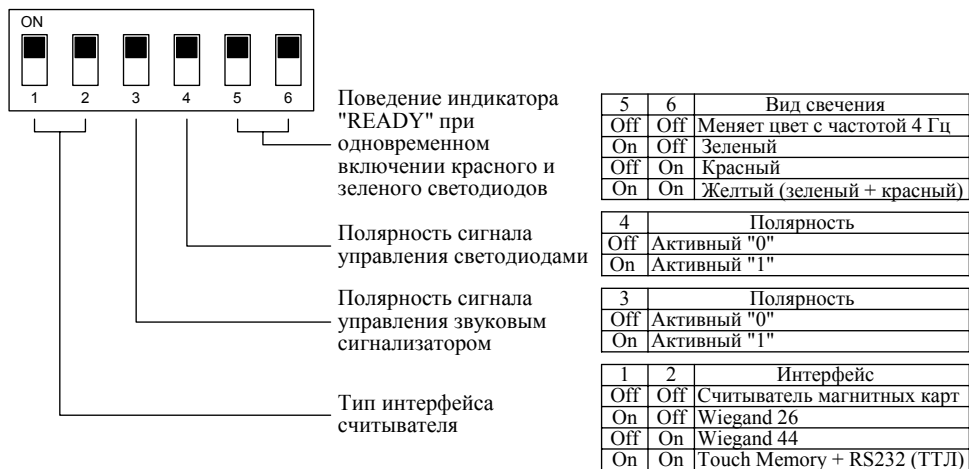 ON
1 2 3 4 5 6
Поведение индикатора
"READY" при
одновременном
включении красного и
зеленого светодиодов
5 6 Вид свечения
Off Off Меняет цвет с частотой 4 Гц
On Off Зеленый
Off On Красный
On On Желтый (зеленый + красный)
Полярность сигнала
управления светодиодами
4 Полярность
Off Активный "0"
On Активный "1"
Полярность сигнала
управления звуковым
сигнализатором
3 Полярность
Off Активный "0"
On Активный "1"
Тип интерфейса
считывателя
1 2 Интерфейс
Off Off Считыватель магнитных карт
On Off Wiegand 26
Off On Wiegand 44
On On Touch Memory + RS232 (ТТЛ)